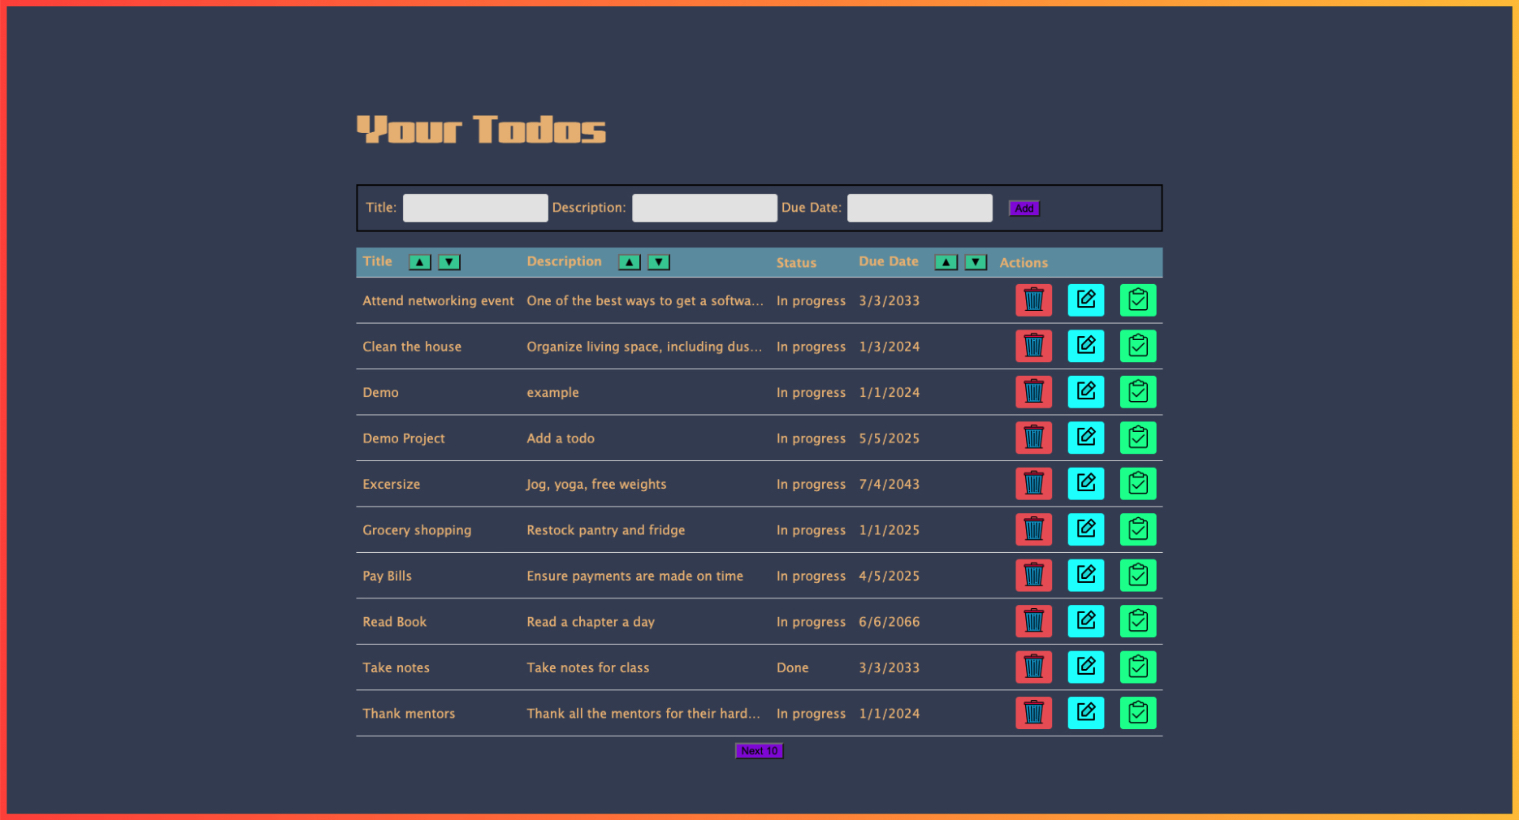 Your Todos
Title: Description: Due Date: Add
Title ▲ ▼ Description ▲ ▼ Status Due Date ▲ ▼ Actions
Attend networking event One of the best ways to get a softwa... In progress 3/3/2033
Clean the house Organize living space, including dus... In progress 1/3/2024
Demo example In progress 1/1/2024
Demo Project Add a todo In progress 5/5/2025
Excersize Jog, yoga, free weights In progress 7/4/2043
Grocery shopping Restock pantry and fridge In progress 1/1/2025
Pay Bills Ensure payments are made on time In progress 4/5/2025
Read Book Read a chapter a day In progress 6/6/2066
Take notes Take notes for class Done 3/3/2033
Thank mentors Thank all the mentors for their hard... In progress 1/1/2024
Next 10